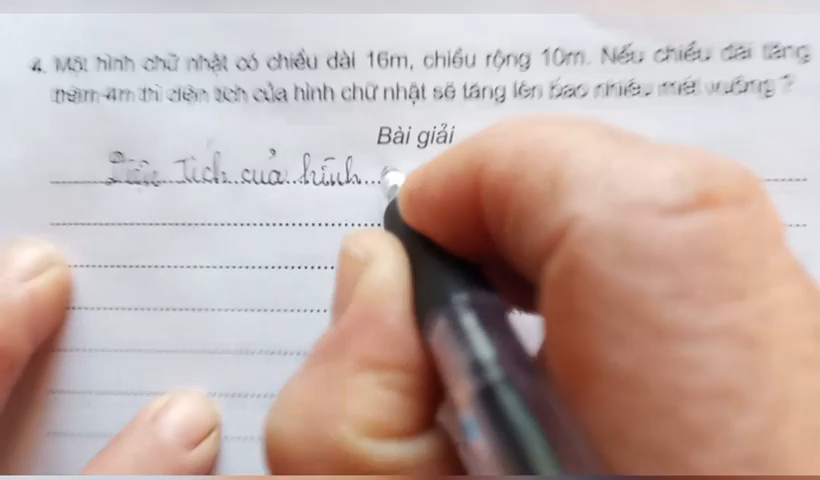 4. Một hình chữ nhật có chiều dài 16m, chiều rộng 10m. Nếu chiều dài tăng
thêm 4m thì diện tích của hình chữ nhật sẽ tăng lên bao nhiêu mét vuông?
Bài giải
Diện tích của hình